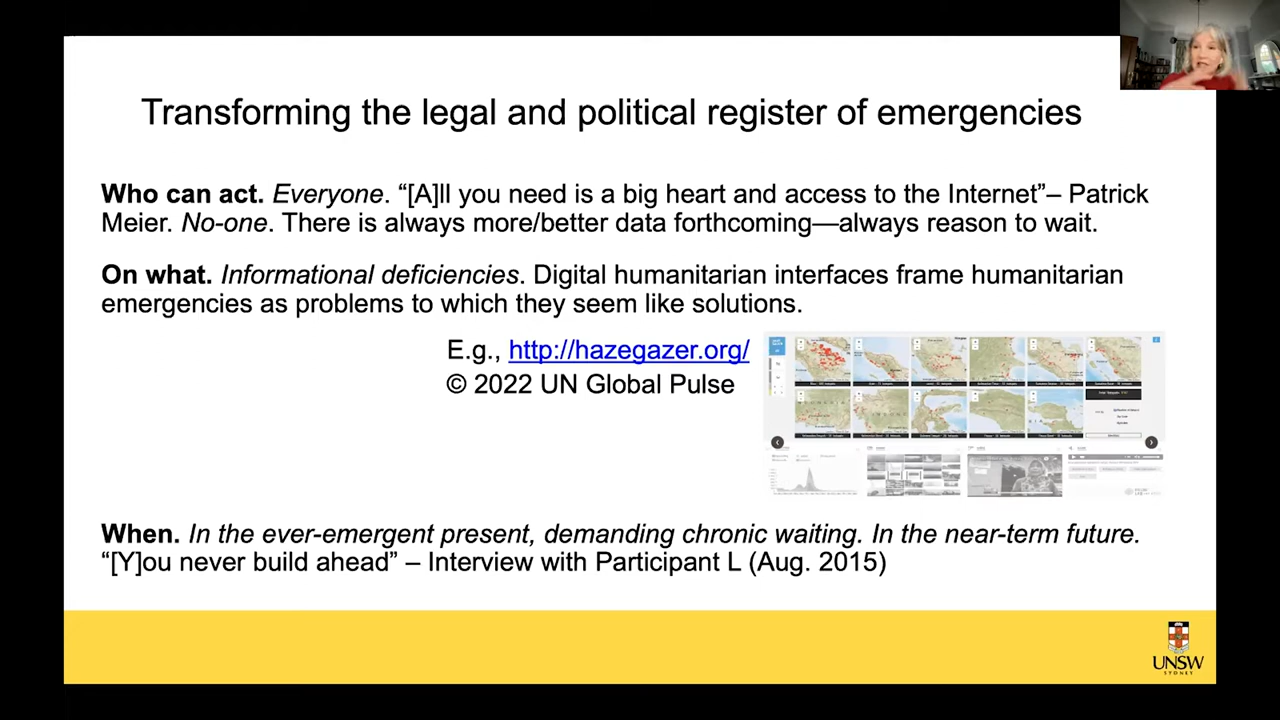 Transforming the legal and political register of emergencies
Who can act. Everyone. “[A]ll you need is a big heart and access to the Internet”– Patrick
Meier. No-one. There is always more/better data forthcoming—always reason to wait.
On what. Informational deficiencies. Digital humanitarian interfaces frame humanitarian
emergencies as problems to which they seem like solutions.
E.g., http://hazegazer.org/
© 2022 UN Global Pulse
When. In the ever-emergent present, demanding chronic waiting. In the near-term future.
“[Y]ou never build ahead” – Interview with Participant L (Aug. 2015)
UNSW
SYDNEY